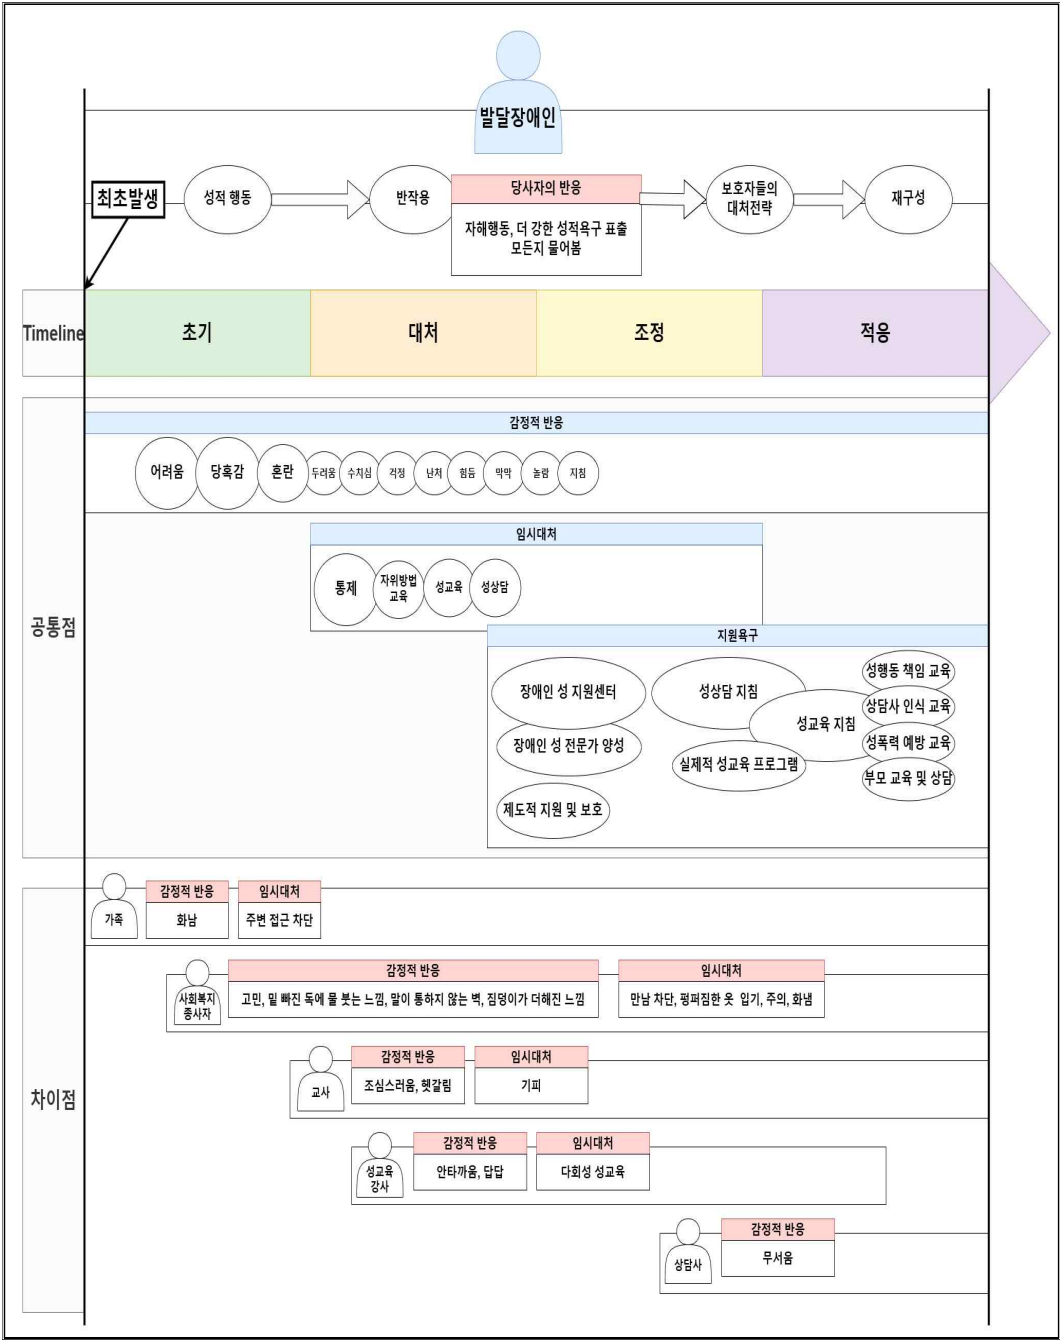 발달장애인
최초발생
성적 행동
반작용
당사자의 반응
자해행동, 더 강한 성적욕구 표출
모든지 물어봄
보호자들의
대처전략
재구성
Timeline
초기
대처
조정
적응
공통점
감정적 반응
어려움
당혹감
혼란
두려움
수치심
걱정
난처
힘듬
막막
놀람
지침
임시대처
통제
자위방법
교육
성교육
성상담
지원욕구
장애인 성 지원센터
장애인 성 전문가 양성
제도적 지원 및 보호
성상담 지침
성교육 지침
실제적 성교육 프로그램
성행동 책임 교육
상담사 인식 교육
성폭력 예방 교육
부모 교육 및 상담
차이점
가족
감정적 반응
화남
임시대처
주변 접근 차단
사회복지
종사자
감정적 반응
고민, 밑 빠진 독에 물 붓는 느낌, 말이 통하지 않는 벽, 짐덩이가 더해진 느낌
임시대처
만남 차단, 펑퍼짐한 옷 입기, 주의, 화냄
교사
감정적 반응
조심스러움, 헷갈림
임시대처
기피
성교육
강사
감정적 반응
안타까움, 답답
임시대처
다회성 성교육
상담사
감정적 반응
무서움